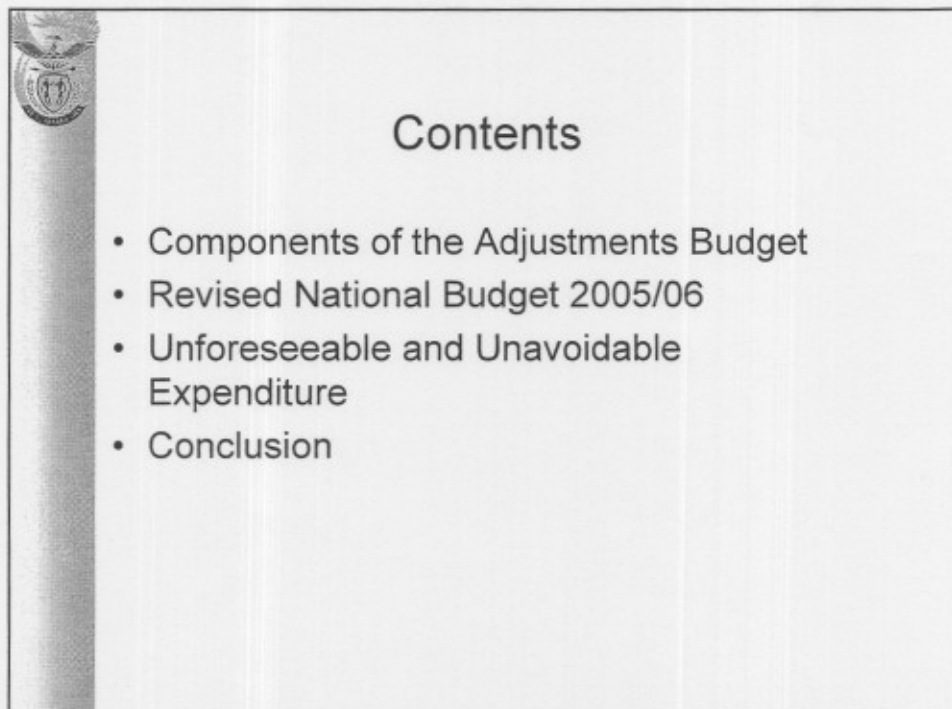 Contents
• Components of the Adjustments Budget
• Revised National Budget 2005/06
• Unforeseeable and Unavoidable
Expenditure
• Conclusion